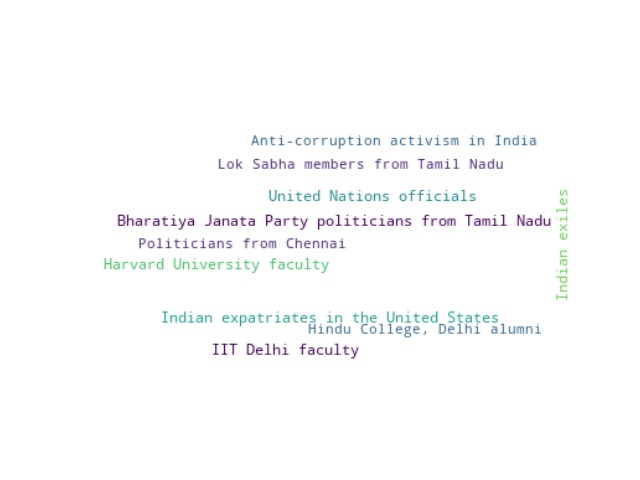 Anti-corruption activism in India
Lok Sabha members from Tamil Nadu
United Nations officials
Bharatiya Janata Party politicians from Tamil Nadu
Politicians from Chennai
Harvard University faculty
Indian exiles
Indian expatriates in the United States
Hindu College, Delhi alumni
IIT Delhi faculty